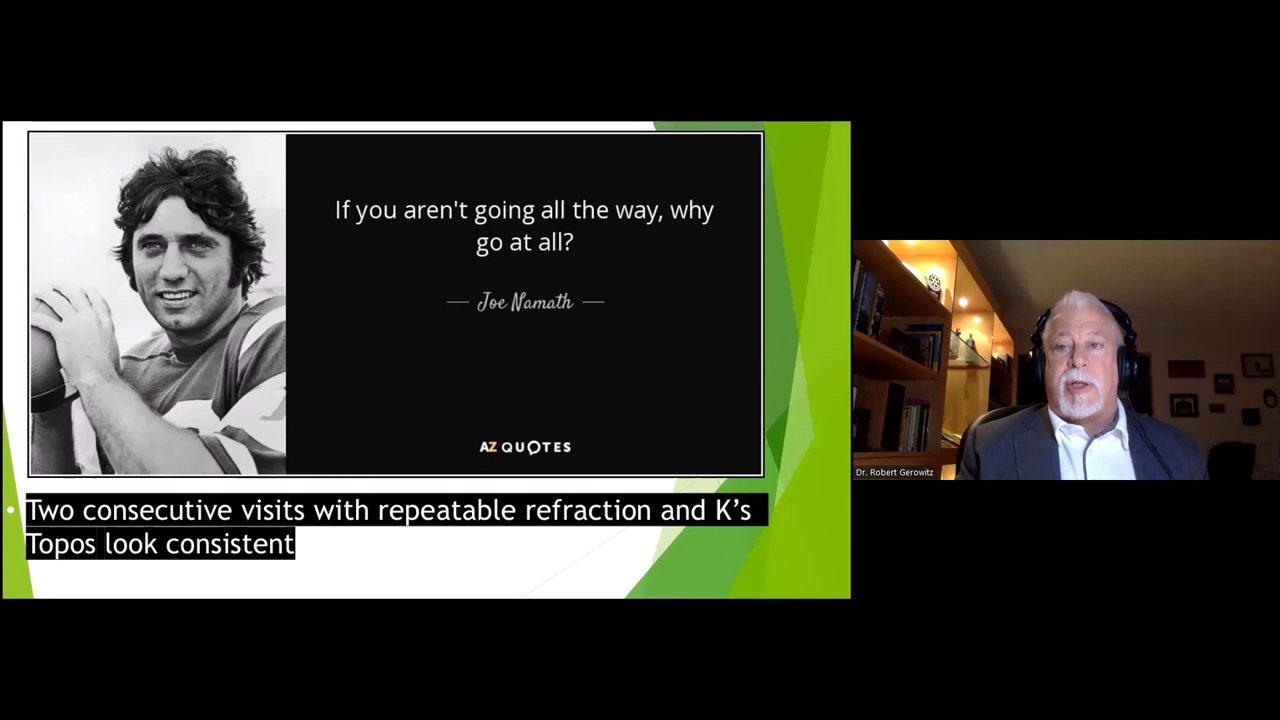 If you aren't going all the way, why
go at all?
— Joe Namath —
AZ QUOTES
• Two consecutive visits with repeatable refraction and K’s
Topos look consistent
Dr. Robert Gerowitz